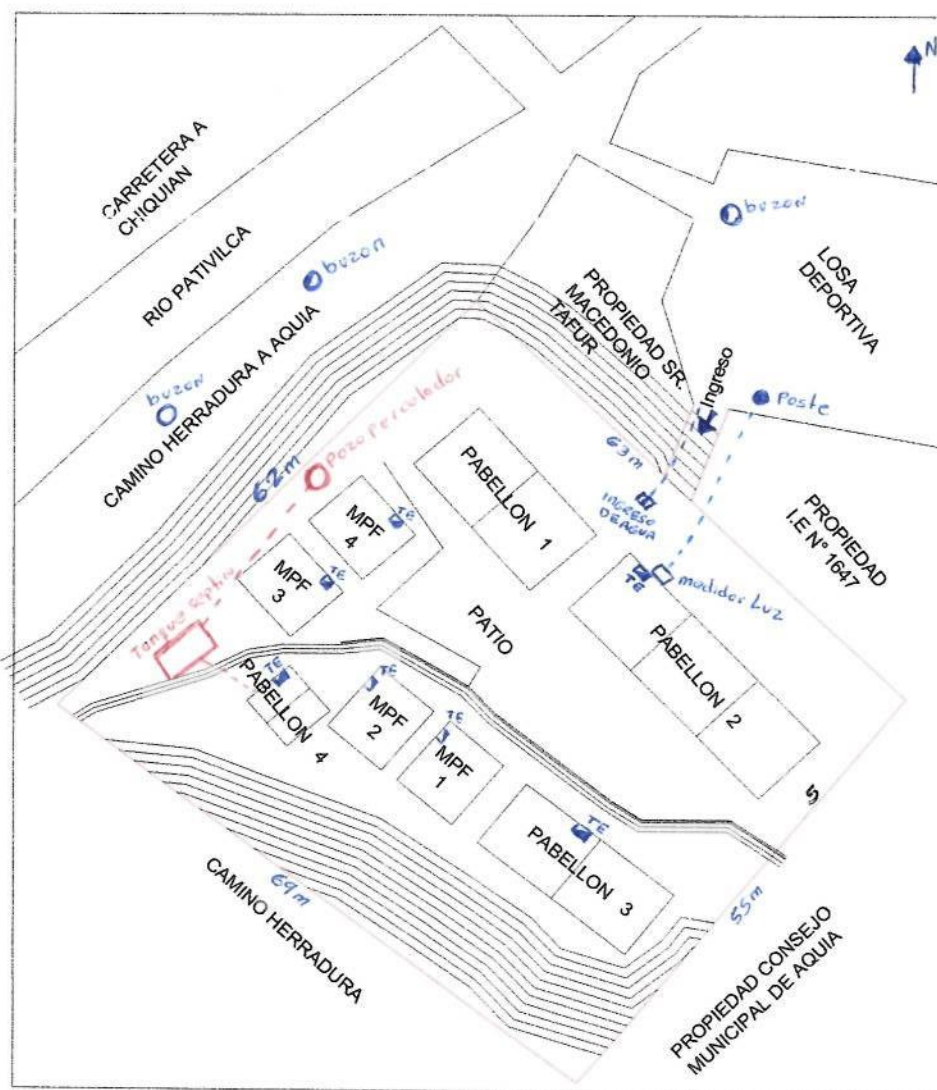 N
CARRETERA A
CHIQUIAN
RIO PATIVILCA
buzon
buzon
buzon
CAMINO HERRADURA A AQUIA
LOSA
DEPORTIVA
PROPIEDAD SR.
MACEDONIO
TAFUR
Ingreso
Poste
62m
63m
Pozo Percolador
PABELLON 1
INGRESO
DE AGUA
PROPIEDAD
I.E N° 1647
MPF
4
TE
MPF
3
TE
TE
medidor Luz
Tanque Septico
PATIO
PABELLON 2
PABELLON 4
TE
MPF
2
TE
MPF
1
TE
5
PABELLON 3
TE
CAMINO HERRADURA
69m
55m
PROPIEDAD CONSEJO
MUNICIPAL DE AQUIA